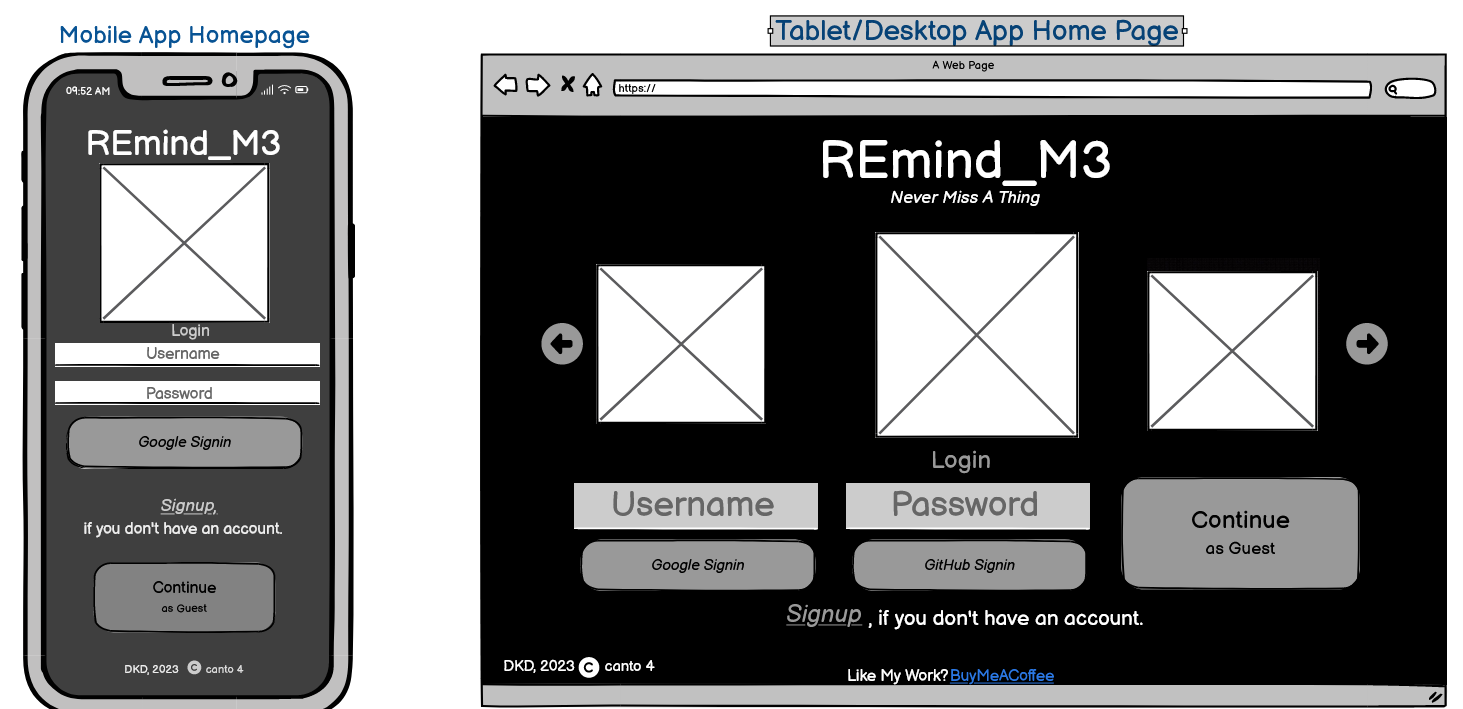 Mobile App Homepage
09:52 AM
REmind_M3
Login
Username
Password
Google Signin
Signup,
if you don't have an account.
Continue
as Guest
DKD, 2023 C canto 4
Tablet/Desktop App Home Page
A Web Page
https://
REmind_M3
Never Miss A Thing
Login
Username
Password
Continue
as Guest
Google Signin
GitHub Signin
Signup , if you don't have an account.
DKD, 2023 C canto 4
Like My Work? BuyMeACoffee